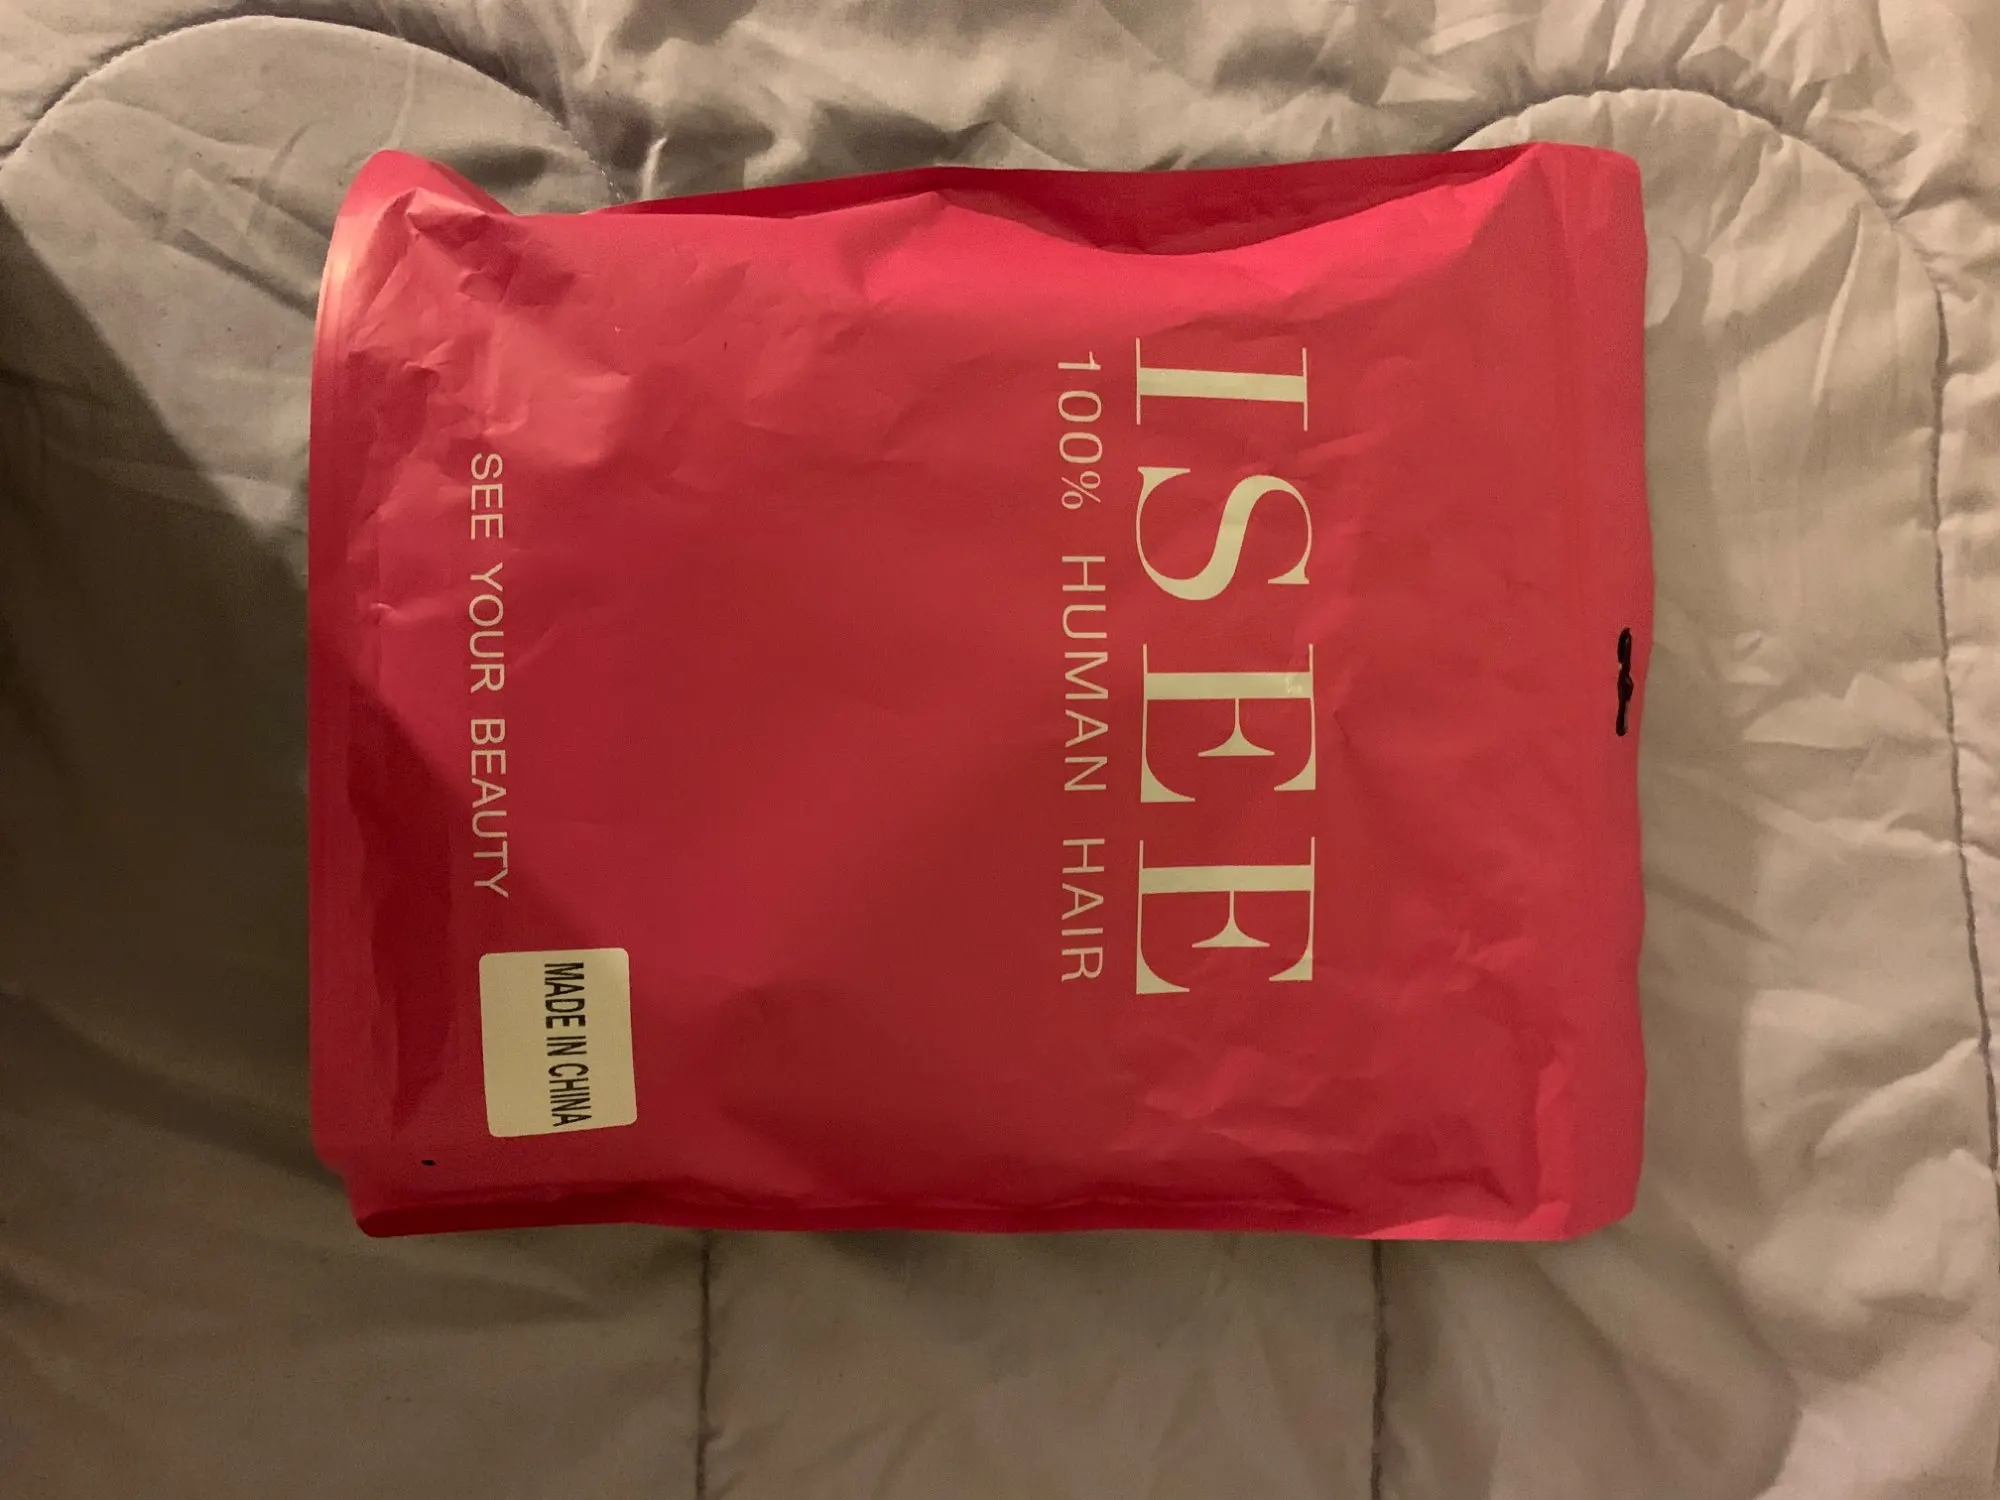 ISEE
100% HUMAN HAIR
SEE YOUR BEAUTY
MADE IN CHINA